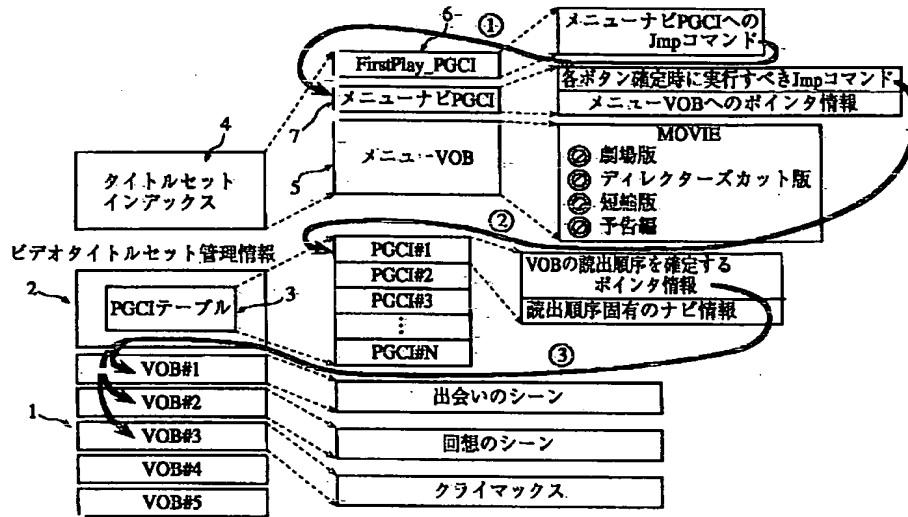 6
①
メニューナビPGCIへの
Jmpコマンド
FirstPlay_PGCI
7
メニューナビPGCI
各ボタン確定時に実行すべきJmpコマンド
メニューVOBへのポインタ情報
4
タイトルセット
インデックス
5
メニューVOB
MOVIE
劇場版
ディレクターズカット版
短縮版
予告編
②
ビデオタイトルセット管理情報
2
PGCIテーブル
3
PGCI#1
PGCI#2
PGCI#3
⋮
PGCI#N
VOBの読出順序を確定する
ポインタ情報
読出順序固有のナビ情報
③
1
VOB#1
VOB#2
VOB#3
VOB#4
VOB#5
出会いのシーン
回想のシーン
クライマックス